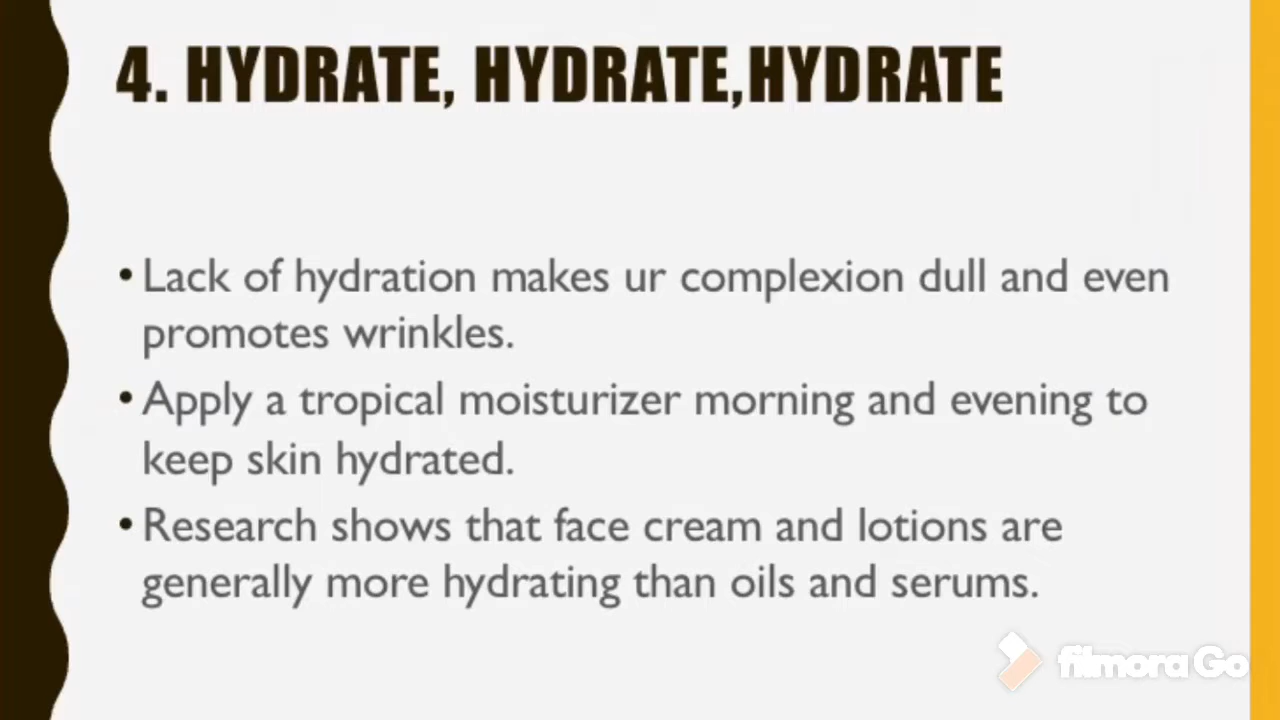 4. HYDRATE, HYDRATE,HYDRATE
•Lack of hydration makes ur complexion dull and even
promotes wrinkles.
•Apply a tropical moisturizer morning and evening to
keep skin hydrated.
•Research shows that face cream and lotions are
generally more hydrating than oils and serums.
filmora Go